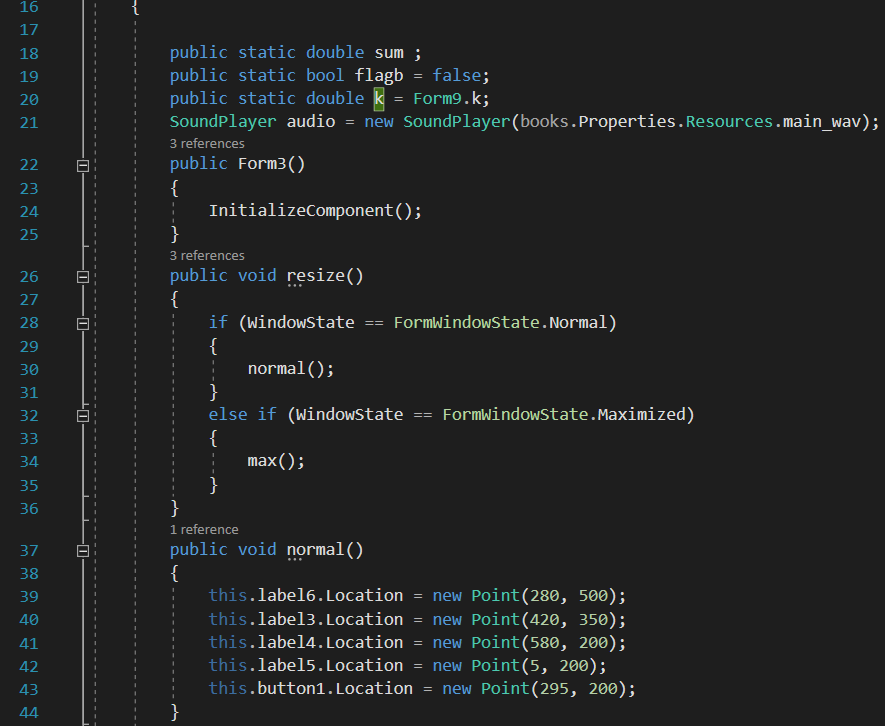 16 {
17
18 public static double sum ;
19 public static bool flagb = false;
20 public static double k = Form9.k;
21 SoundPlayer audio = new SoundPlayer(books.Properties.Resources.main_wav);
3 references
22 public Form3()
23 {
24 InitializeComponent();
25 }
3 references
26 public void resize()
27 {
28 if (WindowState == FormWindowState.Normal)
29 {
30 normal();
31 }
32 else if (WindowState == FormWindowState.Maximized)
33 {
34 max();
35 }
36 }
1 reference
37 public void normal()
38 {
39 this.label6.Location = new Point(280, 500);
40 this.label3.Location = new Point(420, 350);
41 this.label4.Location = new Point(580, 200);
42 this.label5.Location = new Point(5, 200);
43 this.button1.Location = new Point(295, 200);
44 }